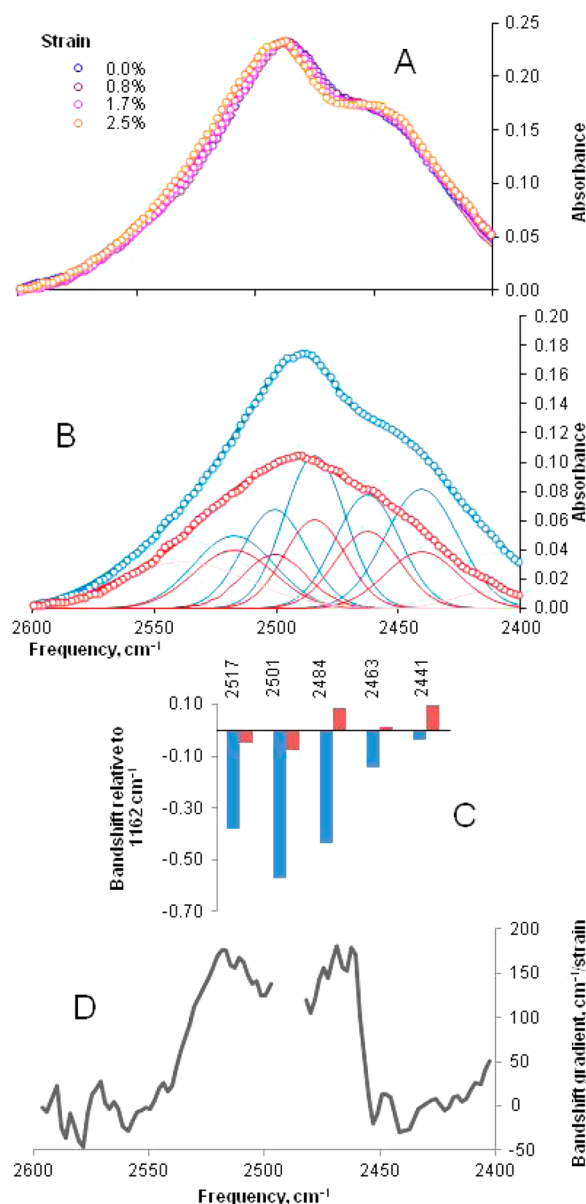 Strain
0.0%
0.8%
1.7%
2.5%
A
0.25
0.20
0.15
0.10
0.05
0.00
Absorbance
B
0.20
0.18
0.16
0.14
0.12
0.10
0.08
0.06
0.04
0.02
0.00
Absorbance
2600 2550 2500 2450 2400
Frequency, cm-1
2517 2501 2484 2463 2441
0.10
-0.10
-0.30
-0.50
-0.70
Bandshift relative to
1162 cm-1
C
D
200
150
100
50
0
-50
Bandshift gradient, cm-1/strain
2600 2550 2500 2450 2400
Frequency, cm-1